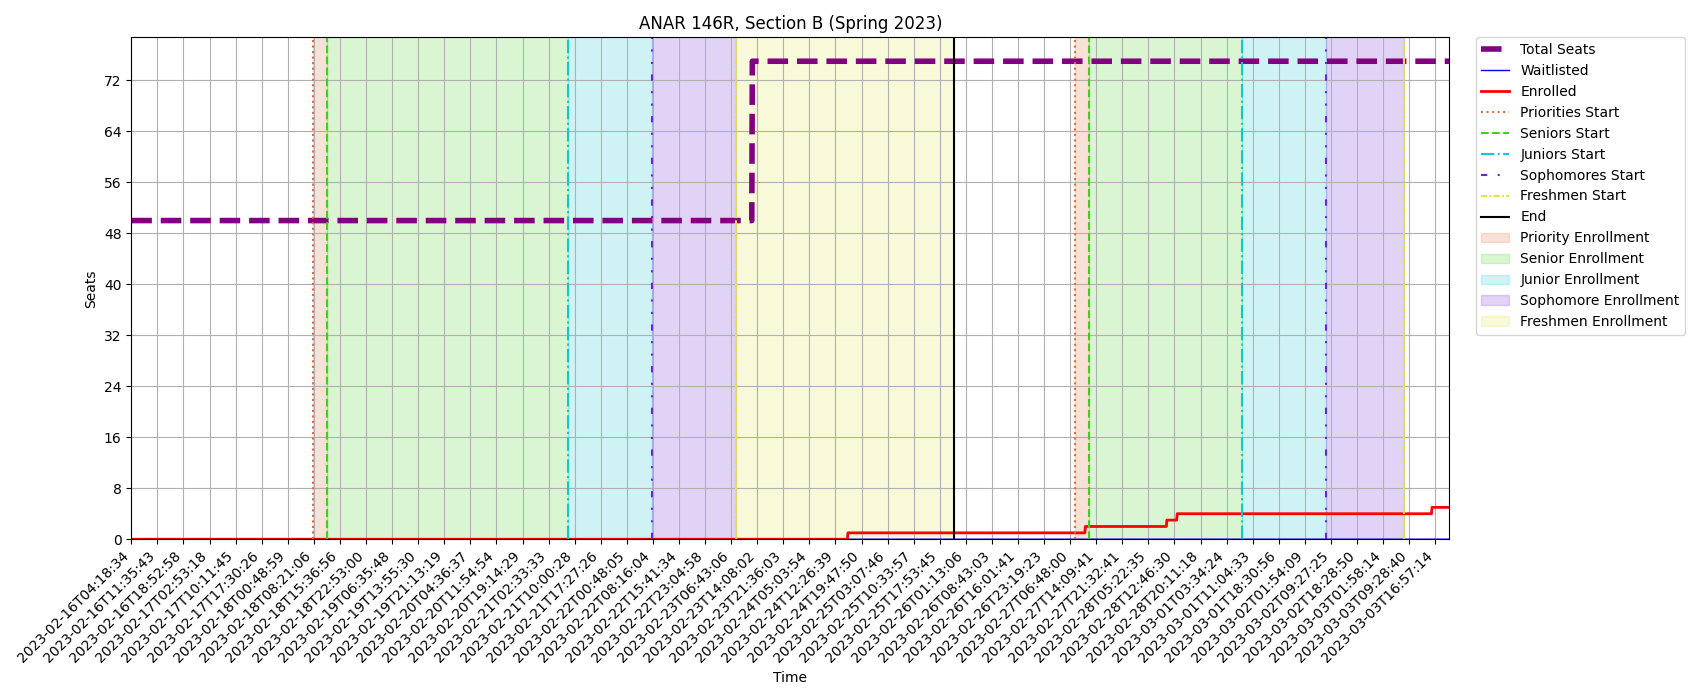 ANAR 146R, Section B (Spring 2023)
Seats
72
64
56
48
40
32
24
16
8
0
2023-02-16T04:18:34
2023-02-16T11:35:43
2023-02-16T18:52:58
2023-02-17T02:53:18
2023-02-17T10:11:45
2023-02-17T17:30:26
2023-02-18T00:48:59
2023-02-18T08:21:06
2023-02-18T15:36:56
2023-02-18T22:53:00
2023-02-19T06:35:48
2023-02-19T13:55:30
2023-02-19T21:13:19
2023-02-20T04:36:37
2023-02-20T11:54:54
2023-02-20T19:14:29
2023-02-21T02:33:33
2023-02-21T10:00:28
2023-02-21T17:27:26
2023-02-22T00:48:05
2023-02-22T08:16:04
2023-02-22T15:41:34
2023-02-22T23:04:58
2023-02-23T06:43:06
2023-02-23T14:08:02
2023-02-23T21:36:03
2023-02-24T05:03:54
2023-02-24T12:26:39
2023-02-24T19:47:50
2023-02-25T03:07:46
2023-02-25T10:33:57
2023-02-25T17:53:45
2023-02-26T01:13:06
2023-02-26T08:43:03
2023-02-26T16:01:41
2023-02-26T23:19:23
2023-02-27T06:48:00
2023-02-27T14:09:41
2023-02-27T21:32:41
2023-02-28T05:22:35
2023-02-28T12:46:30
2023-02-28T20:11:18
2023-03-01T03:34:24
2023-03-01T11:04:33
2023-03-01T18:30:56
2023-03-02T01:54:09
2023-03-02T09:27:25
2023-03-02T18:28:50
2023-03-03T01:58:14
2023-03-03T09:28:40
2023-03-03T16:57:14
Time
Total Seats
Waitlisted
Enrolled
Priorities Start
Seniors Start
Juniors Start
Sophomores Start
Freshmen Start
End
Priority Enrollment
Senior Enrollment
Junior Enrollment
Sophomore Enrollment
Freshmen Enrollment